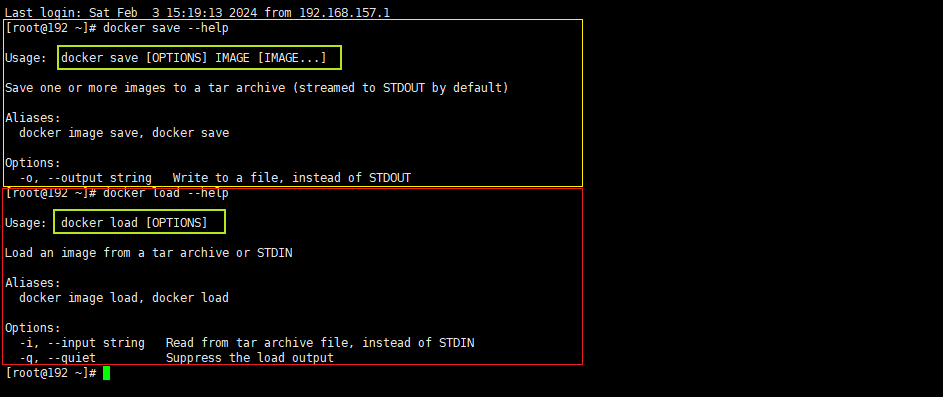 Last login: Sat Feb  3 15:19:13 2024 from 192.168.157.1
[root@192 ~]# docker save --help
Usage:  docker save [OPTIONS] IMAGE [IMAGE...]
Save one or more images to a tar archive (streamed to STDOUT by default)
Aliases:
  docker image save, docker save
Options:
  -o, --output string   Write to a file, instead of STDOUT
[root@192 ~]# docker load --help
Usage:  docker load [OPTIONS]
Load an image from a tar archive or STDIN
Aliases:
  docker image load, docker load
Options:
  -i, --input string   Read from tar archive file, instead of STDIN
  -q, --quiet          Suppress the load output
[root@192 ~]#